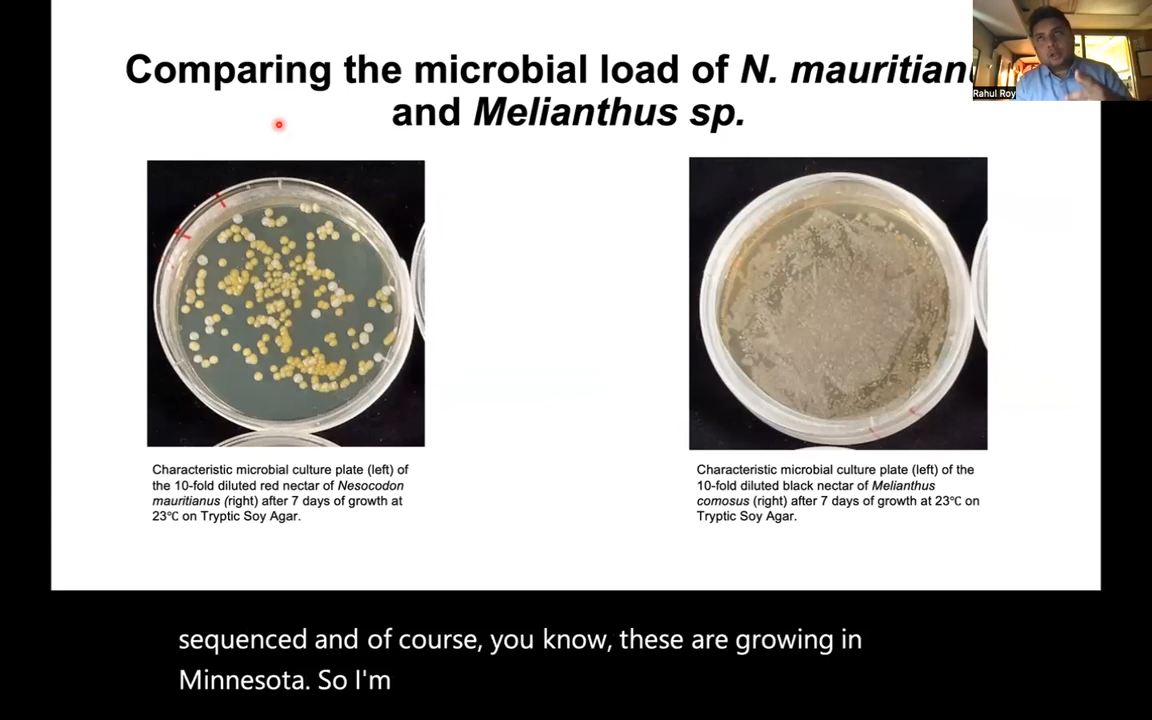 Comparing the microbial load of N. mauritianu
and Melianthus sp.
Rahul Roy
Characteristic microbial culture plate (left) of
the 10-fold diluted red nectar of Nesocodon
mauritianus (right) after 7 days of growth at
23℃ on Tryptic Soy Agar.
Characteristic microbial culture plate (left) of the
10-fold diluted black nectar of Melianthus
comosus (right) after 7 days of growth at 23℃ on
Tryptic Soy Agar.
sequenced and of course, you know, these are growing in
Minnesota. So I'm